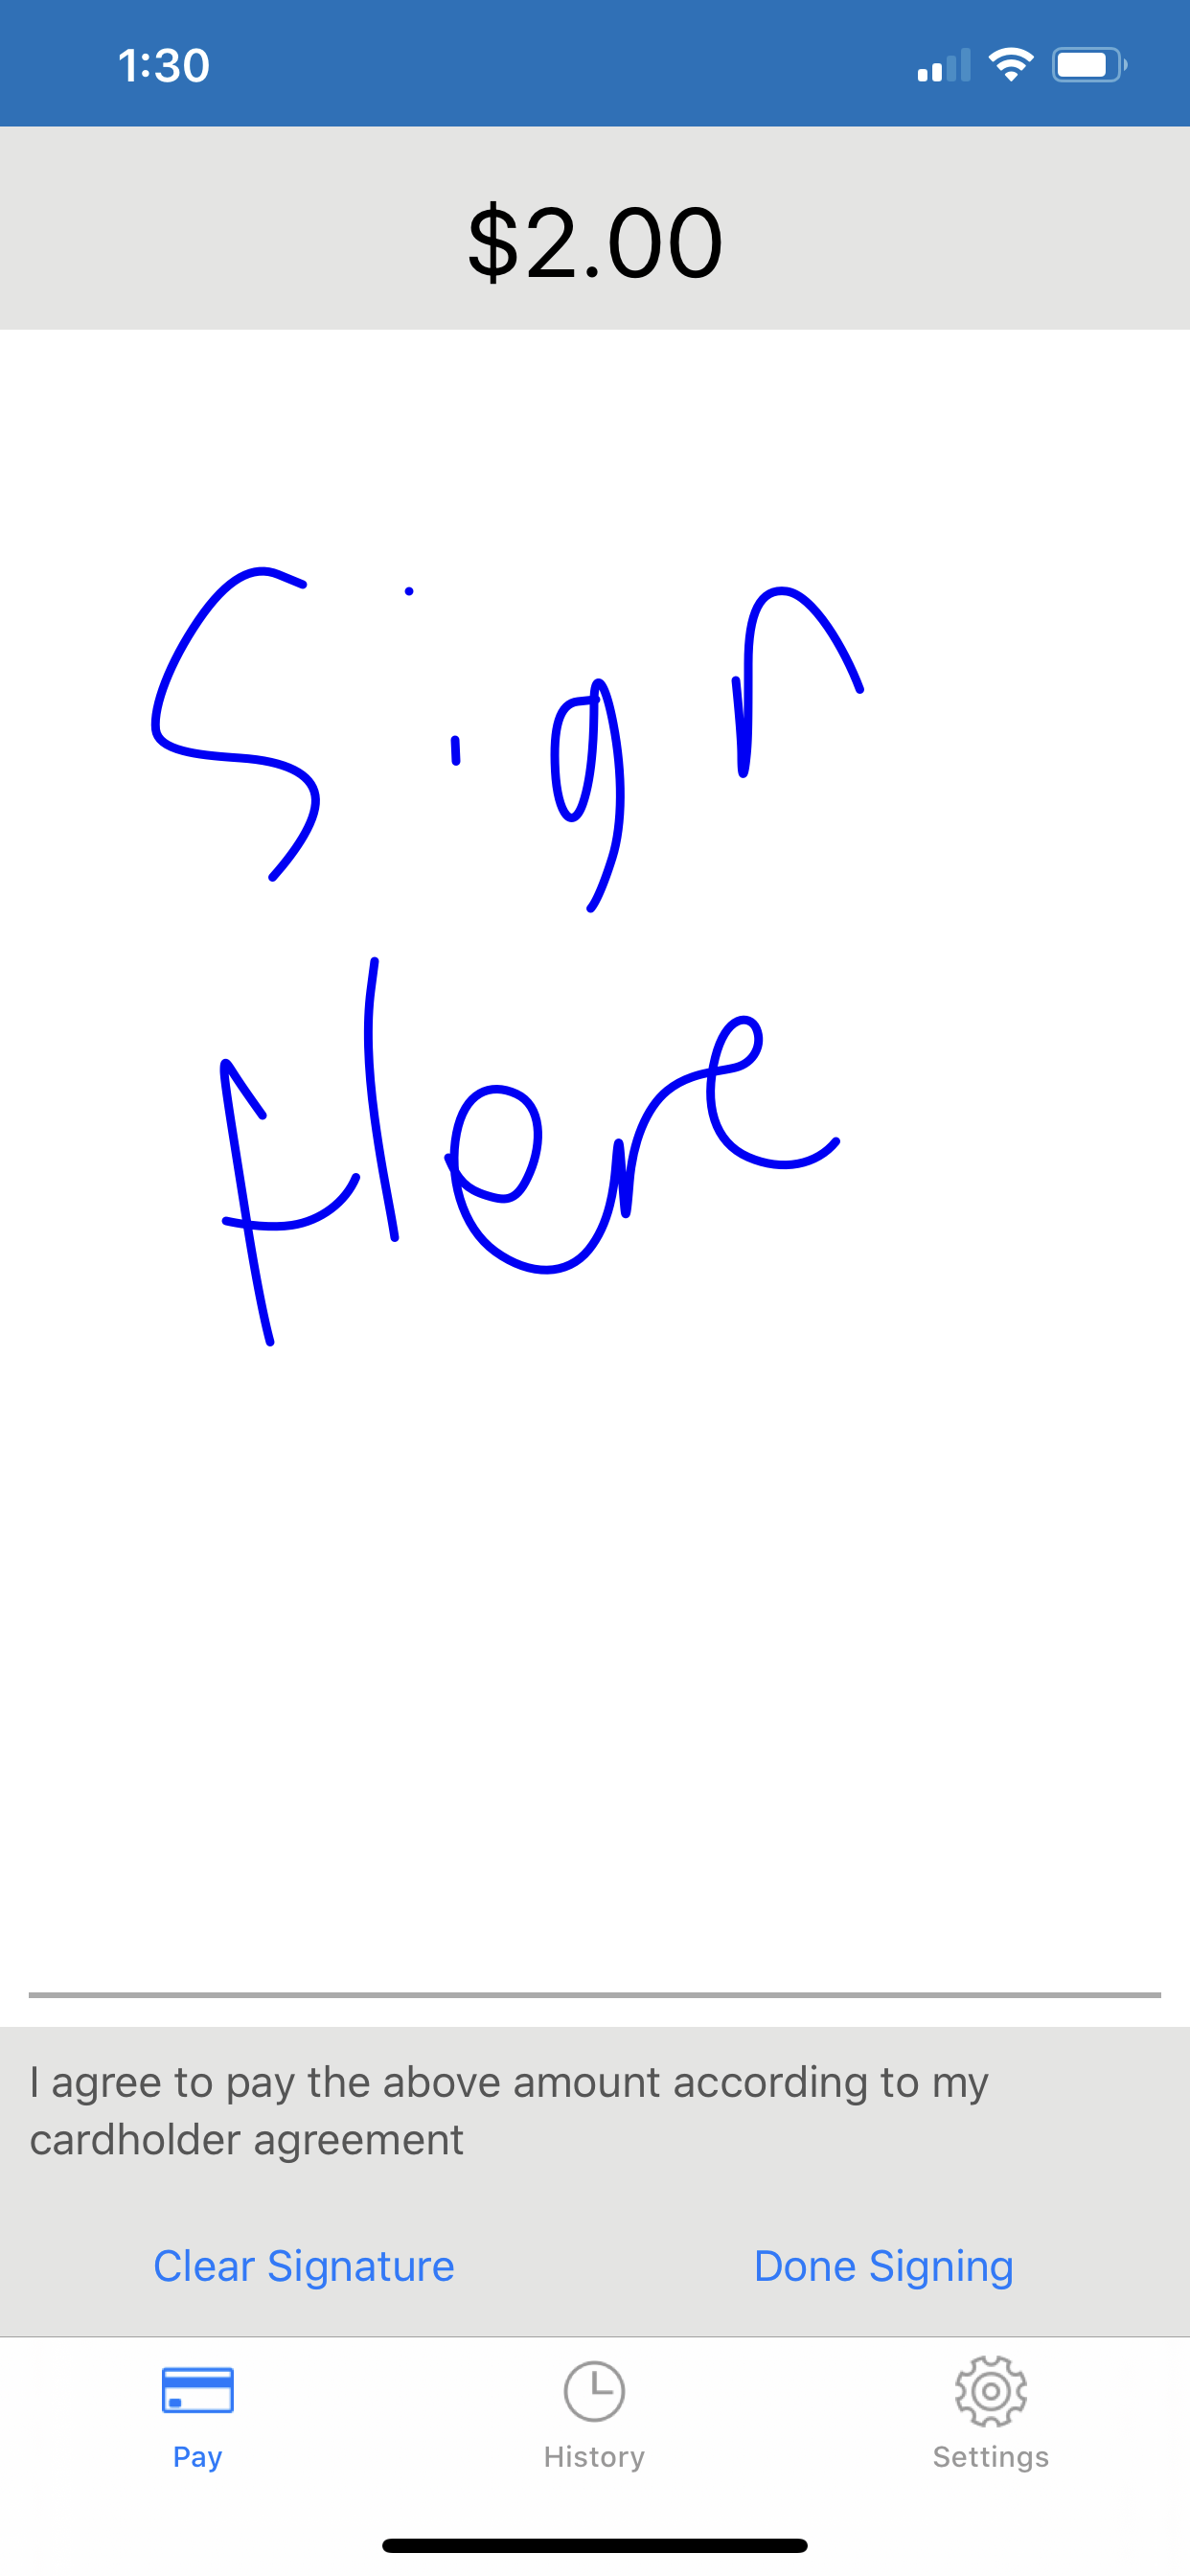 1:30
$2.00
Sign
Here
I agree to pay the above amount according to my
cardholder agreement
Clear Signature Done Signing
Pay History Settings